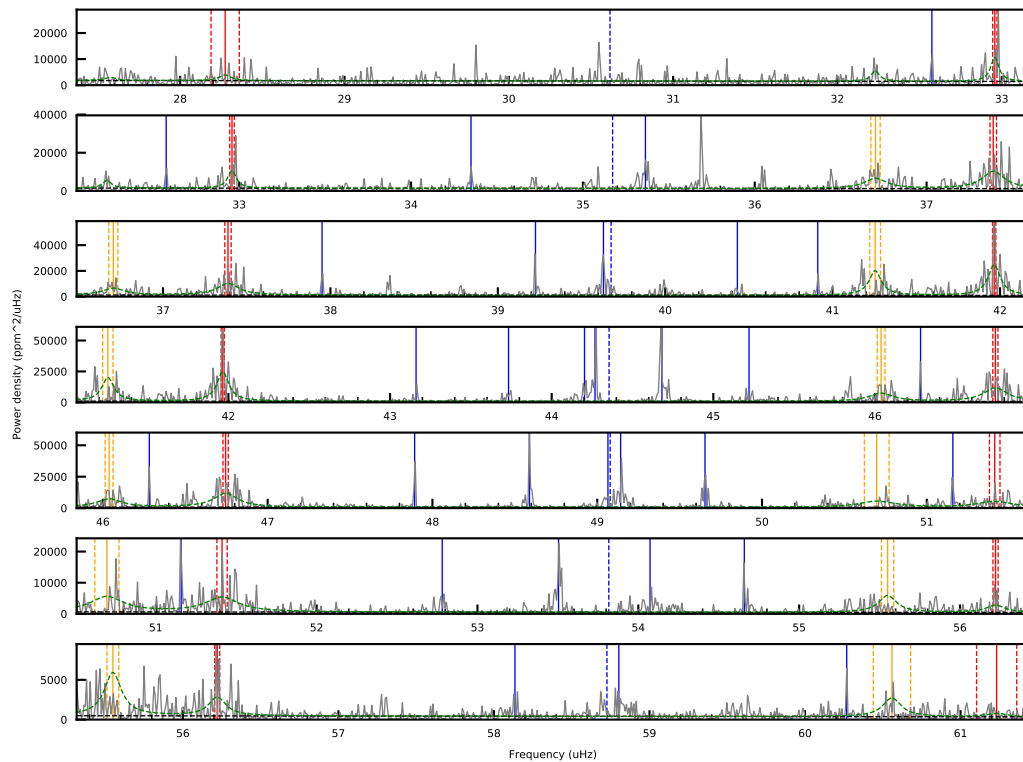 20000
10000
0
28 29 30 31 32 33
40000
20000
0
33 34 35 36 37
40000
20000
0
37 38 39 40 41 42
50000
25000
0
42 43 44 45 46
50000
25000
0
46 47 48 49 50 51
20000
10000
0
51 52 53 54 55 56
5000
0
56 57 58 59 60 61
Power density (ppm^2/uHz)
Frequency (uHz)